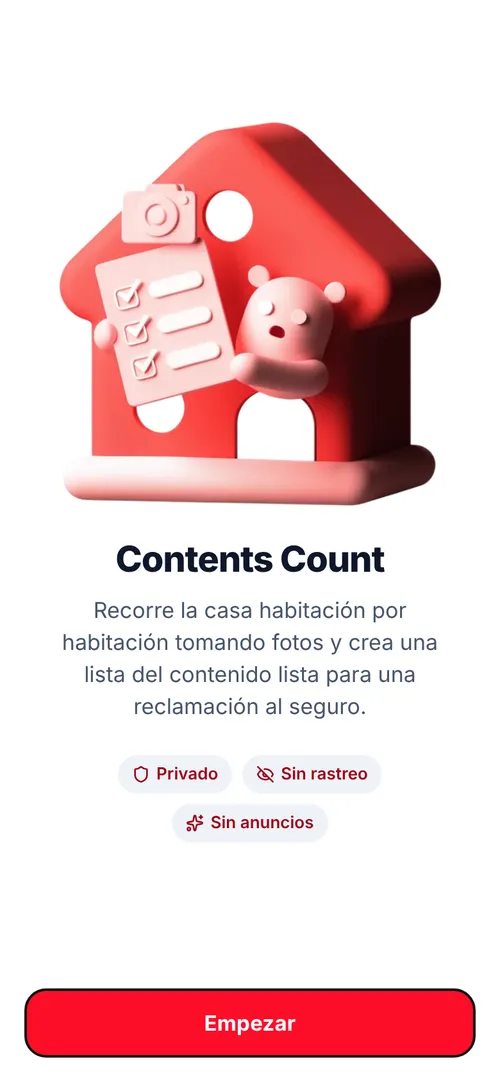 Contents Count
Recorre la casa habitación por
habitación tomando fotos y crea una
lista del contenido lista para una
reclamación al seguro.
Privado
Sin rastreo
Sin anuncios
Empezar